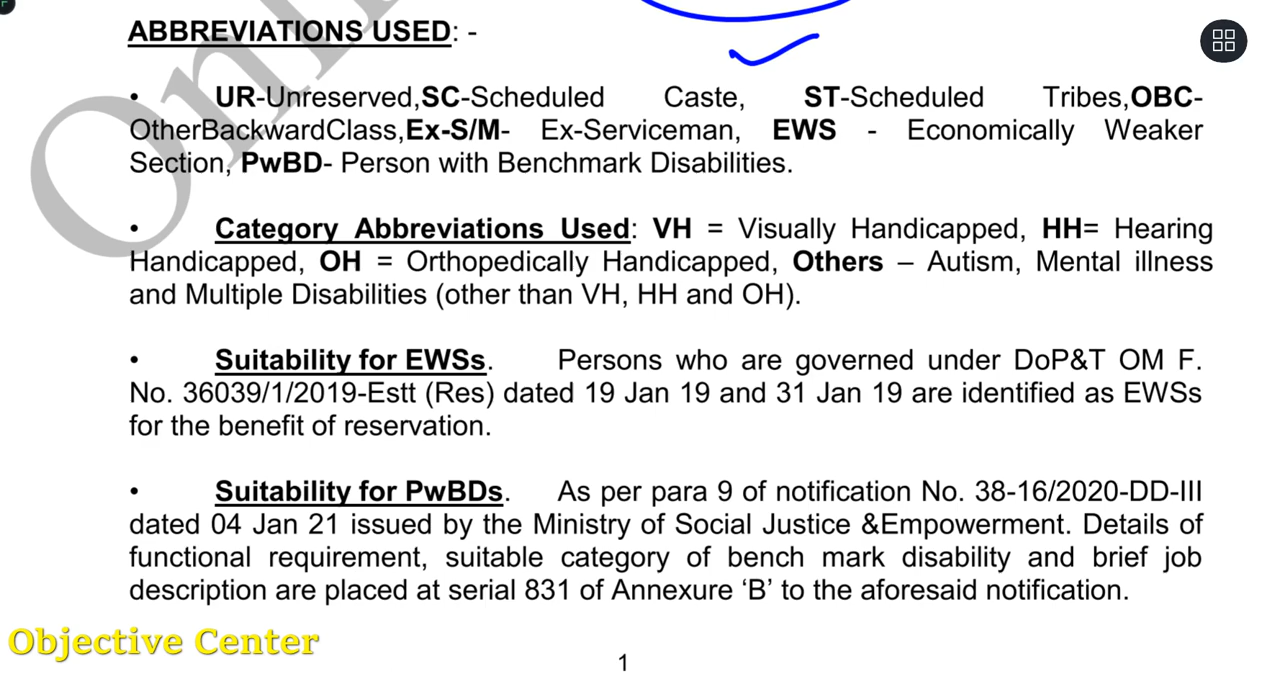 ABBREVIATIONS USED: -
• UR-Unreserved,SC-Scheduled Caste, ST-Scheduled Tribes,OBC-
OtherBackwardClass,Ex-S/M- Ex-Serviceman, EWS - Economically Weaker
Section, PwBD- Person with Benchmark Disabilities.
• Category Abbreviations Used: VH = Visually Handicapped, HH= Hearing
Handicapped, OH = Orthopedically Handicapped, Others – Autism, Mental illness
and Multiple Disabilities (other than VH, HH and OH).
• Suitability for EWSs. Persons who are governed under DoP&T OM F.
No. 36039/1/2019-Estt (Res) dated 19 Jan 19 and 31 Jan 19 are identified as EWSs
for the benefit of reservation.
• Suitability for PwBDs. As per para 9 of notification No. 38-16/2020-DD-III
dated 04 Jan 21 issued by the Ministry of Social Justice &Empowerment. Details of
functional requirement, suitable category of bench mark disability and brief job
description are placed at serial 831 of Annexure ‘B’ to the aforesaid notification.
Objective Center
1